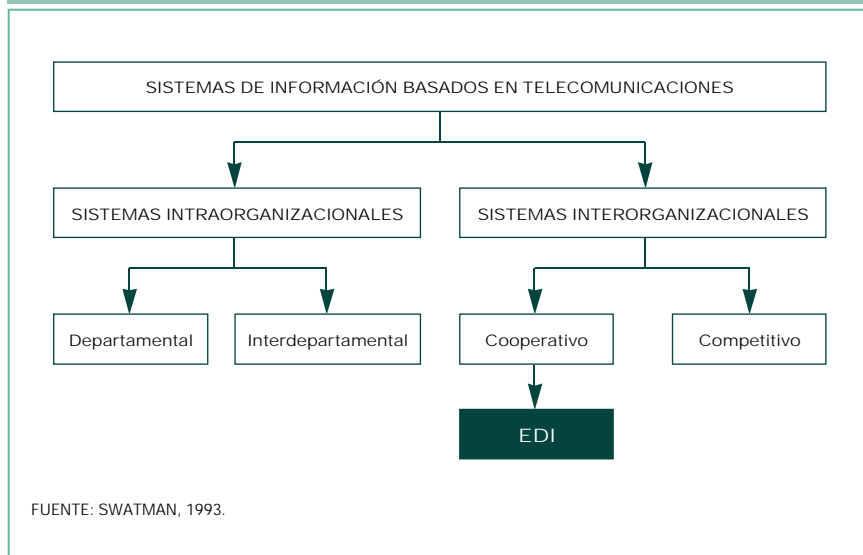 SISTEMAS DE INFORMACIÓN BASADOS EN TELECOMUNICACIONES
SISTEMAS INTRAORGANIZACIONALES
SISTEMAS INTERORGANIZACIONALES
Departamental
Interdepartamental
Cooperativo
Competitivo
EDI
FUENTE: SWATMAN, 1993.